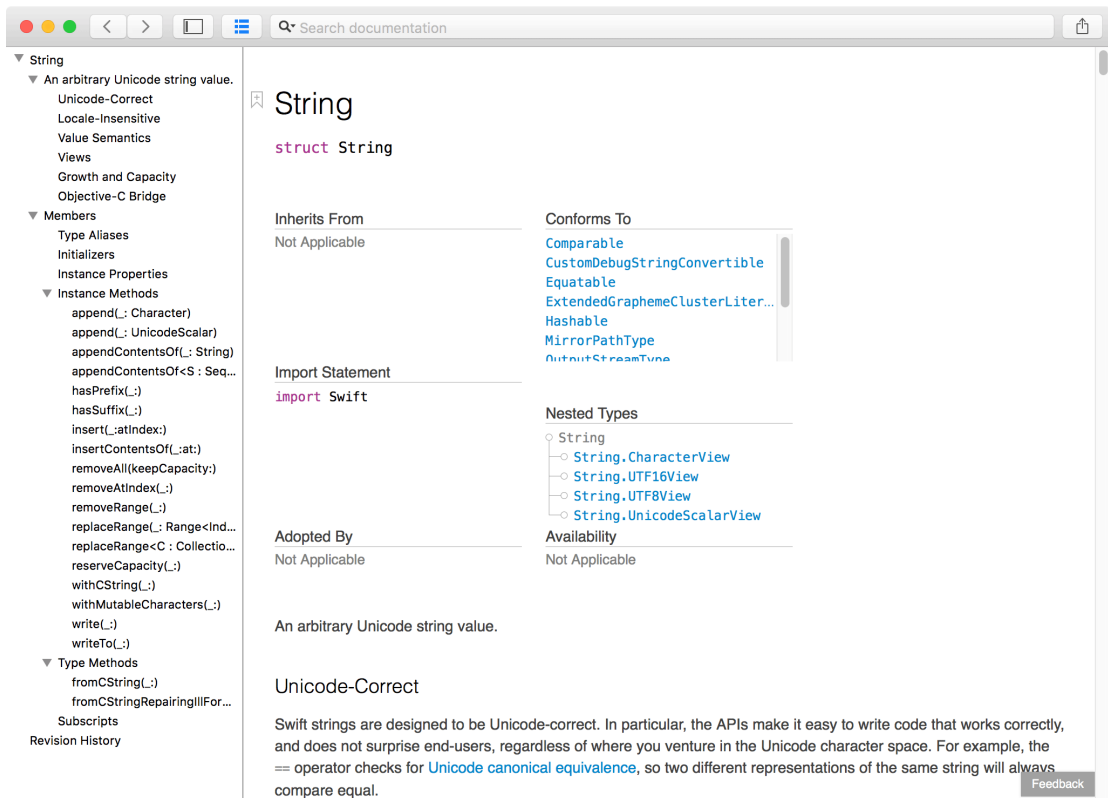 Search documentation
String
An arbitrary Unicode string value.
Unicode-Correct
Locale-Insensitive
Value Semantics
Views
Growth and Capacity
Objective-C Bridge
Members
Type Aliases
Initializers
Instance Properties
Instance Methods
append(_: Character)
append(_: UnicodeScalar)
appendContentsOf(_: String)
appendContentsOf<S : Seq...
hasPrefix(_:)
hasSuffix(_:)
insert(_:atIndex:)
insertContentsOf(_:at:)
removeAll(keepCapacity:)
removeAtIndex(_:)
removeRange(_:)
replaceRange(_: Range<Ind...
replaceRange<C : Collectio...
reserveCapacity(_:)
withCString(_:)
withMutableCharacters(_:)
write(_:)
writeTo(_:)
Type Methods
fromCString(_:)
fromCStringRepairingIllFor...
Subscripts
Revision History
String
struct String
Inherits From
Not Applicable
Conforms To
Comparable
CustomDebugStringConvertible
Equatable
ExtendedGraphemeClusterLiter...
Hashable
MirrorPathType
OutputStreamType
Import Statement
import Swift
Nested Types
String
String.CharacterView
String.UTF16View
String.UTF8View
String.UnicodeScalarView
Adopted By
Not Applicable
Availability
Not Applicable
An arbitrary Unicode string value.
Unicode-Correct
Swift strings are designed to be Unicode-correct. In particular, the APIs make it easy to write code that works correctly,
and does not surprise end-users, regardless of where you venture in the Unicode character space. For example, the
== operator checks for Unicode canonical equivalence, so two different representations of the same string will always
compare equal.
Feedback